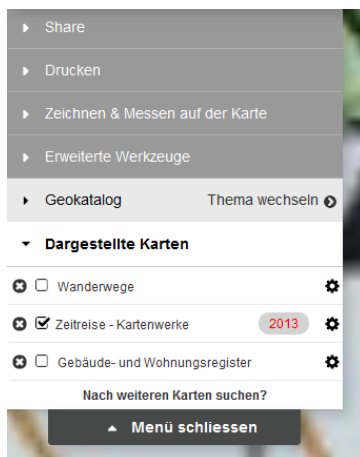 Share
Drucken
Zeichnen & Messen auf der Karte
Erweiterte Werkzeuge
Geokatalog Thema wechseln
Dargestellte Karten
Wanderwege
Zeitreise - Kartenwerke 2013
Gebäude- und Wohnungsregister
Nach weiteren Karten suchen?
Menü schliessen